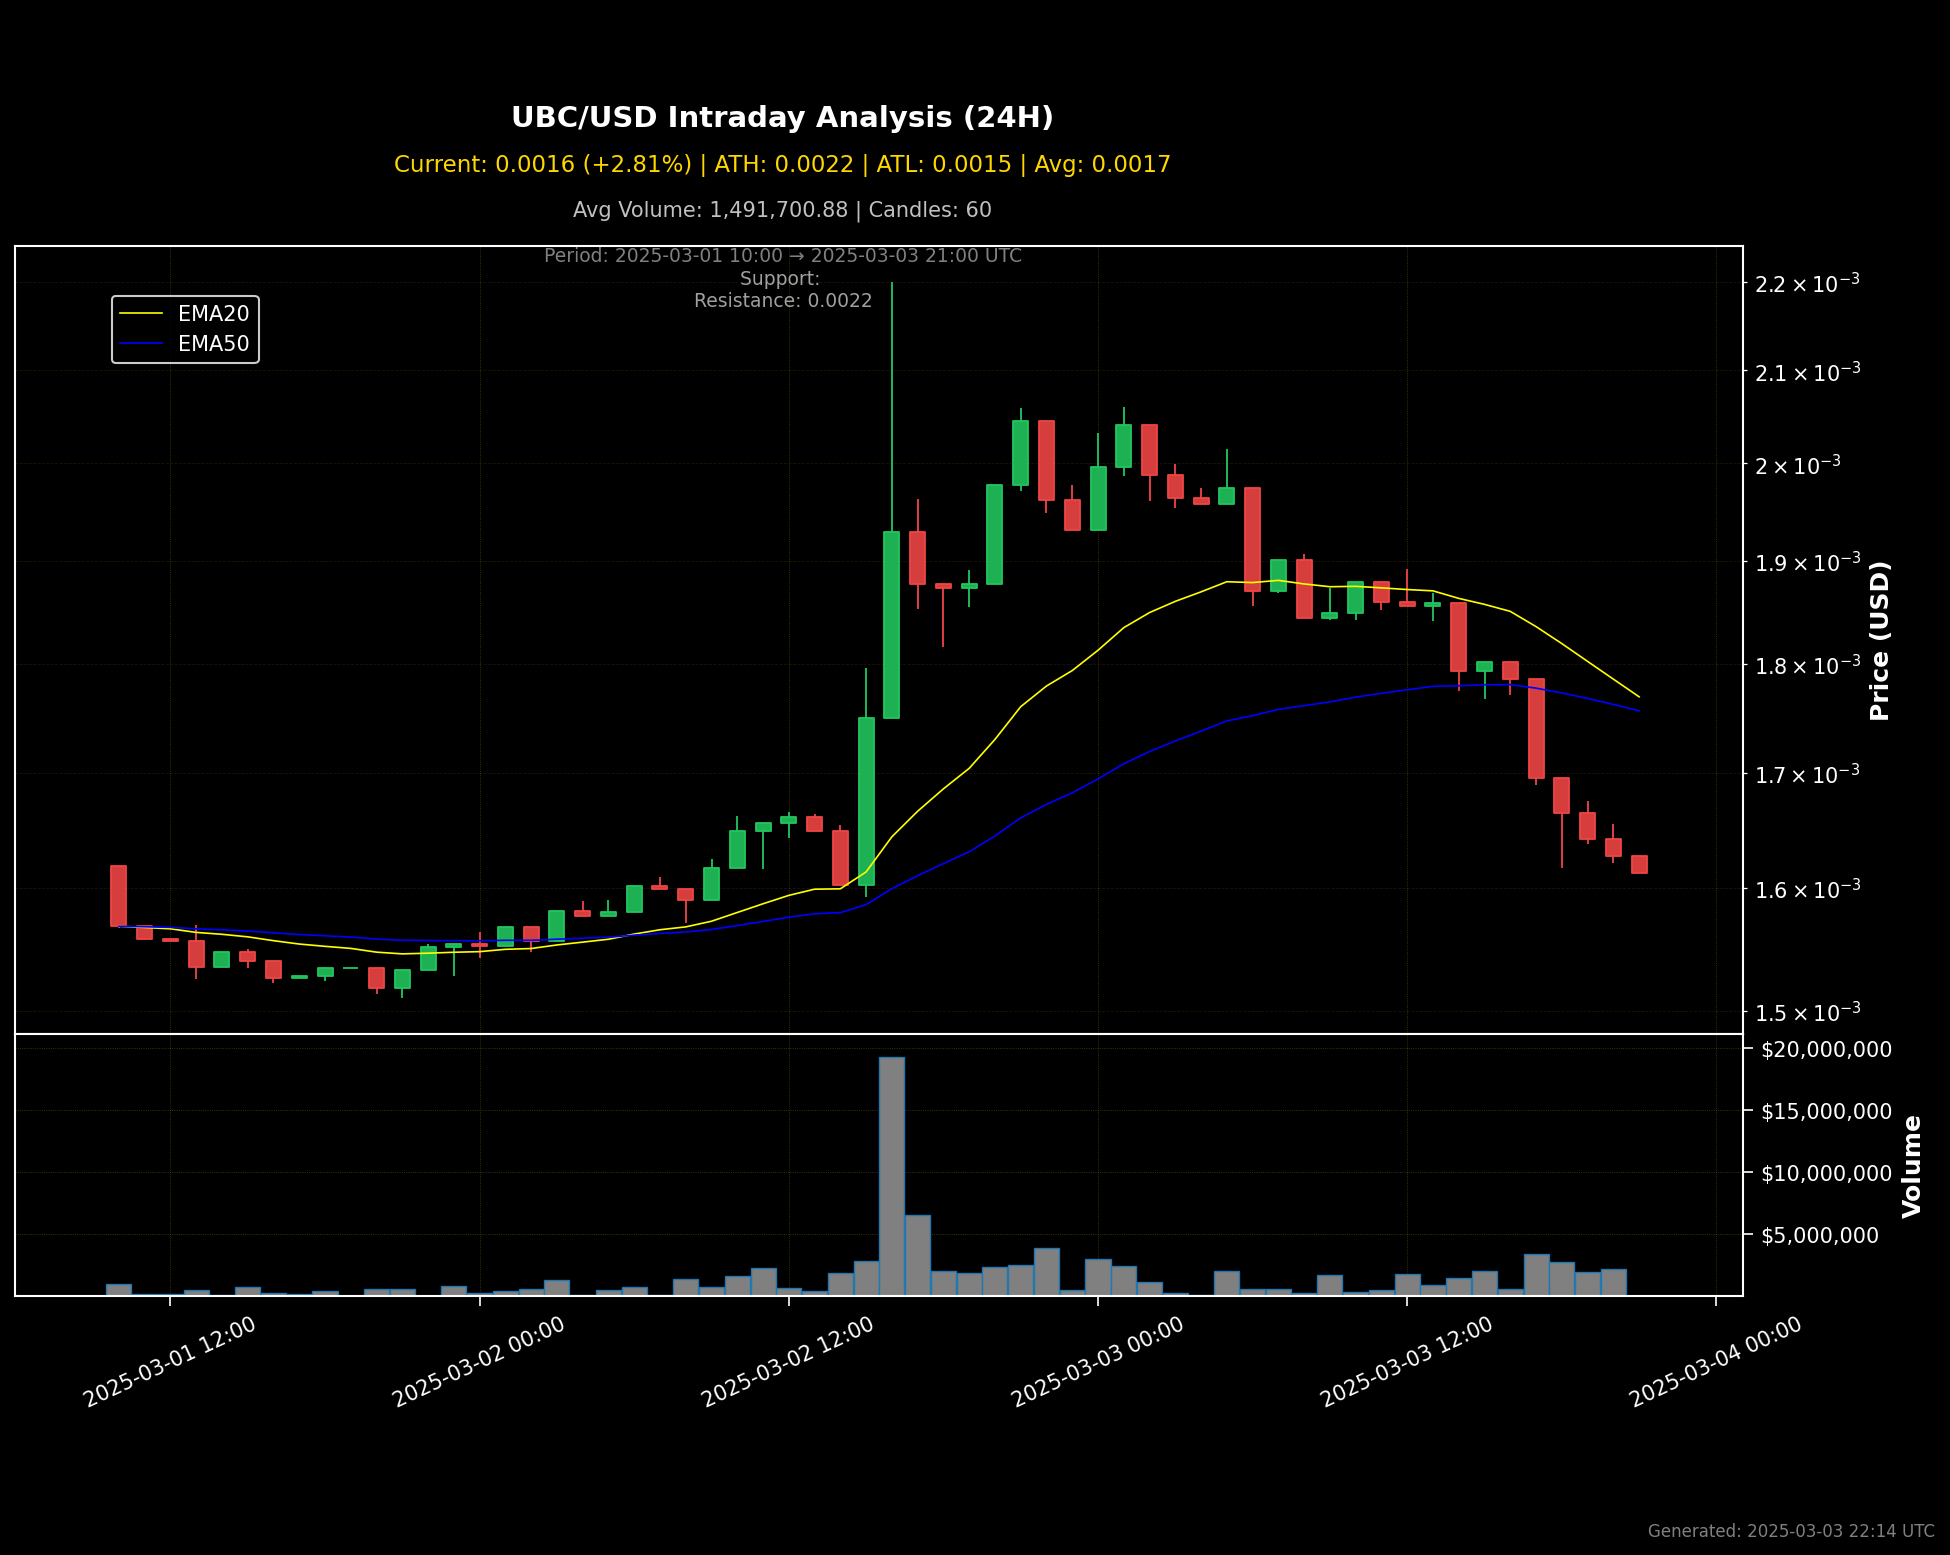 UBC/USD Intraday Analysis (24H)
Current: 0.0016 (+2.81%) | ATH: 0.0022 | ATL: 0.0015 | Avg: 0.0017
Avg Volume: 1,491,700.88 | Candles: 60
Period: 2025-03-01 10:00 → 2025-03-03 21:00 UTC
Support:
Resistance: 0.0022
EMA20
EMA50
2.2 × 10⁻³
2.1 × 10⁻³
2 × 10⁻³
1.9 × 10⁻³
1.8 × 10⁻³
1.7 × 10⁻³
1.6 × 10⁻³
1.5 × 10⁻³
Price (USD)
$20,000,000
$15,000,000
$10,000,000
$5,000,000
Volume
2025-03-01 12:00
2025-03-02 00:00
2025-03-02 12:00
2025-03-03 00:00
2025-03-03 12:00
2025-03-04 00:00
Generated: 2025-03-03 22:14 UTC